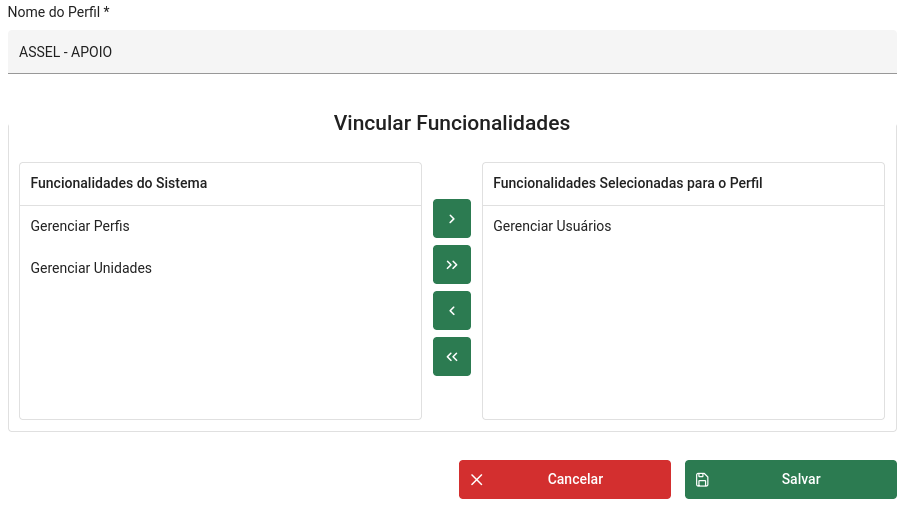 Nome do Perfil *
ASSEL - APOIO
Vincular Funcionalidades
Funcionalidades do Sistema
Gerenciar Perfis
Gerenciar Unidades
Funcionalidades Selecionadas para o Perfil
Gerenciar Usuários
Cancelar
Salvar